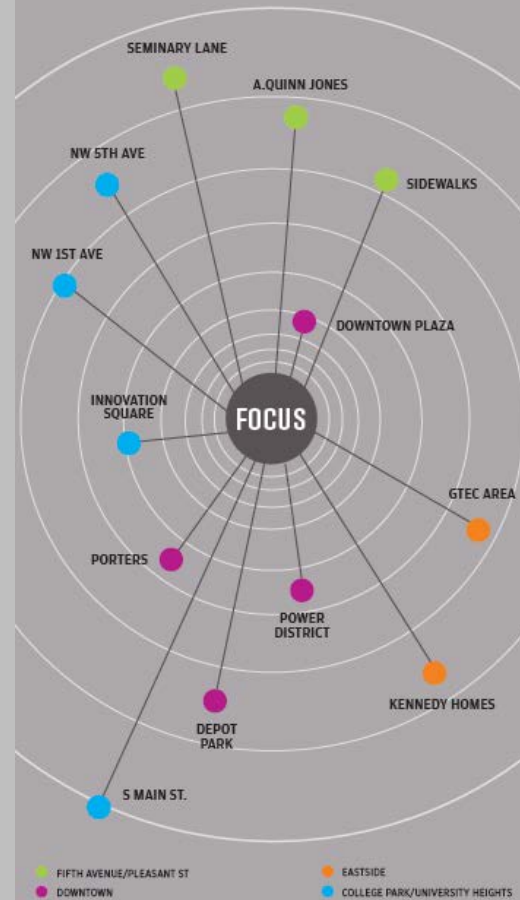 SEMINARY LANE
A.QUINN JONES
NW 5TH AVE
SIDEWALKS
NW 1ST AVE
DOWNTOWN PLAZA
INNOVATION
SQUARE
FOCUS
GTEC AREA
PORTERS
POWER
DISTRICT
KENNEDY HOMES
DEPOT
PARK
S MAIN ST.
FIFTH AVENUE/PLEASANT ST
EASTSIDE
DOWNTOWN
COLLEGE PARK/UNIVERSITY HEIGHTS